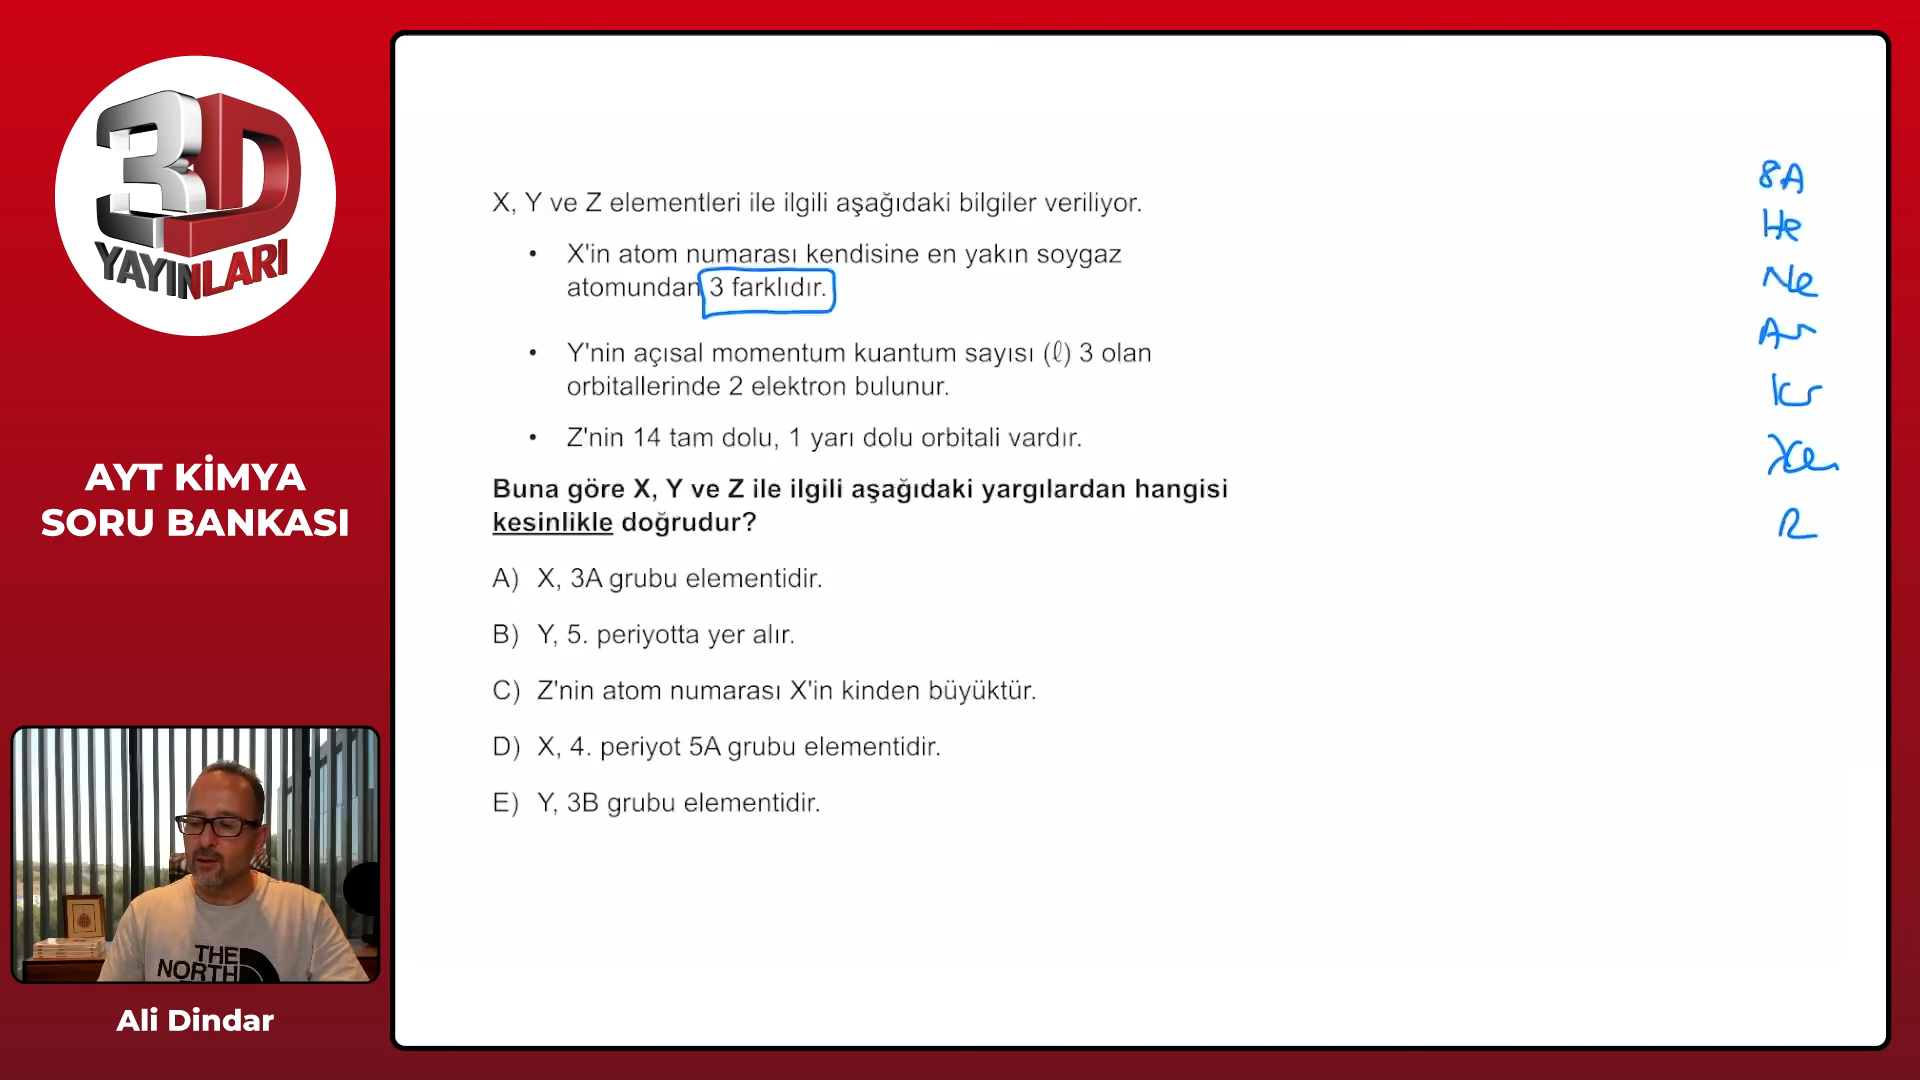 3D
YAYINLARI
AYT KİMYA
SORU BANKASI
THE
NORTH
Ali Dindar
X, Y ve Z elementleri ile ilgili aşağıdaki bilgiler veriliyor.
• X'in atom numarası kendisine en yakın soygaz
atomundan 3 farklıdır.
• Y'nin açısal momentum kuantum sayısı (ℓ) 3 olan
orbitallerinde 2 elektron bulunur.
• Z'nin 14 tam dolu, 1 yarı dolu orbitali vardır.
Buna göre X, Y ve Z ile ilgili aşağıdaki yargılardan hangisi
kesinlikle doğrudur?
A) X, 3A grubu elementidir.
B) Y, 5. periyotta yer alır.
C) Z'nin atom numarası X'in kinden büyüktür.
D) X, 4. periyot 5A grubu elementidir.
E) Y, 3B grubu elementidir.
8A
He
Ne
Ar
Kr
Xe
R